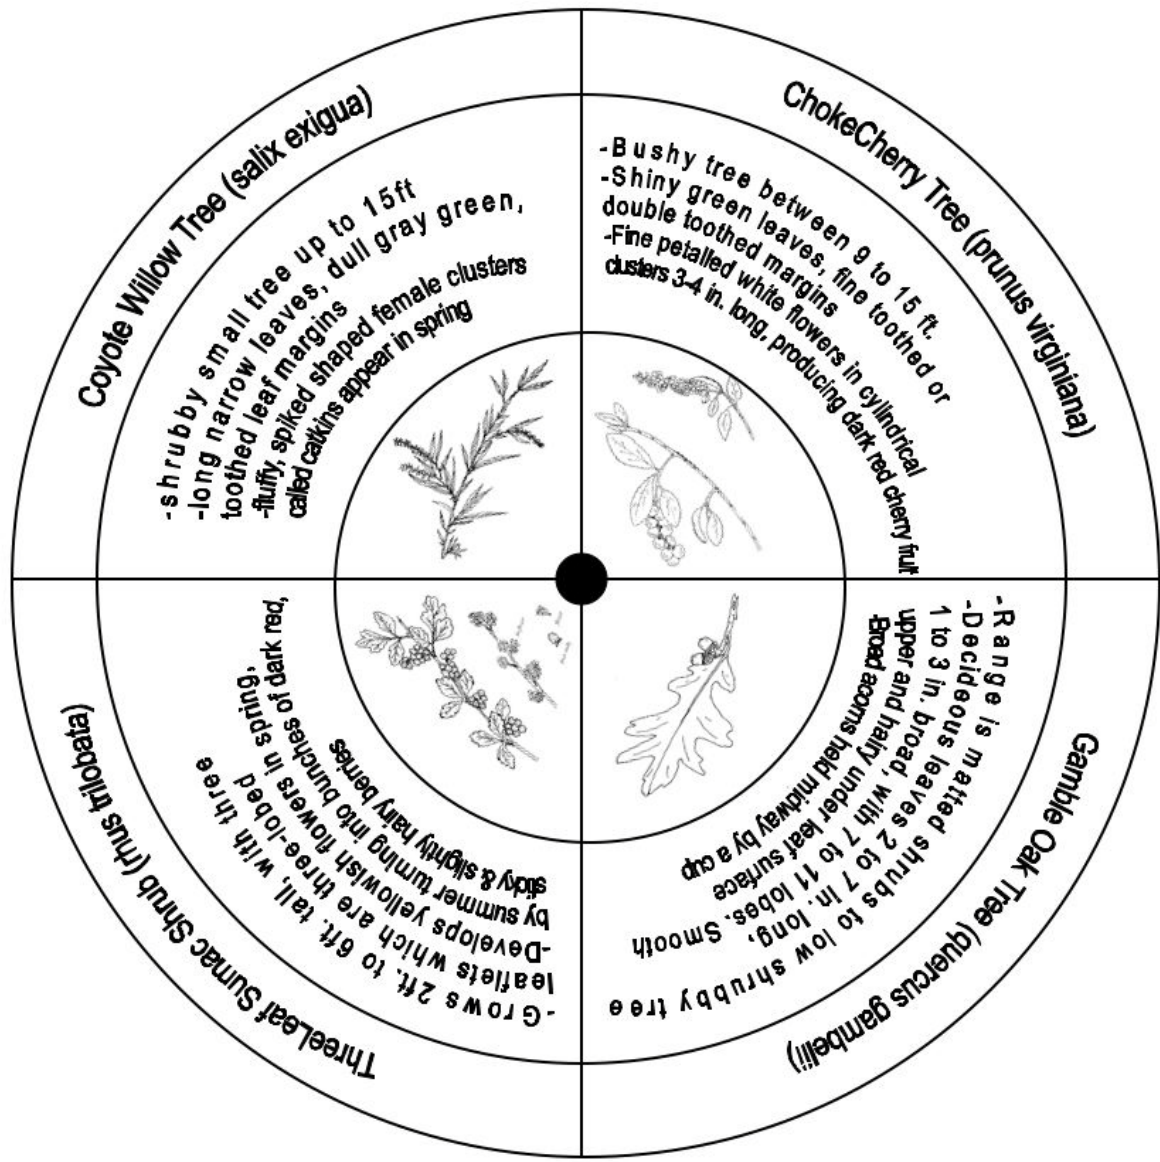 Coyote Willow Tree (salix exigua)
-shrubby small tree up to 15ft
-long narrow leaves, dull gray green,
toothed leaf margins
-fluffy, spiked shaped female clusters
called catkins appear in spring
ChokeCherry Tree (prunus virginiana)
-Bushy tree between 9 to 15 ft.
-Shiny green leaves, fine toothed or
double toothed margins
-Fine petalled white flowers in cylindrical
clusters 3-4 in. long, producing dark red cherry fruit
Gamble Oak Tree (quercus gambelii)
-Range is matted shrubs to low shrubby tree
-Decideous leaves 2 to 7 in. long,
1 to 3 in. broad, with 7 to 11 lobes. Smooth
upper and hairy under leaf surface
-Broad acorns held midway by a cup
ThreeLeaf Sumac Shrub (rhus trilobata)
-Grows 2ft. to 6ft. tall, with three
leaflets which are three-lobed
-Develops yellowish flowers in spring,
by summer turning into bunches of dark red,
sticky & slightly hairy berries